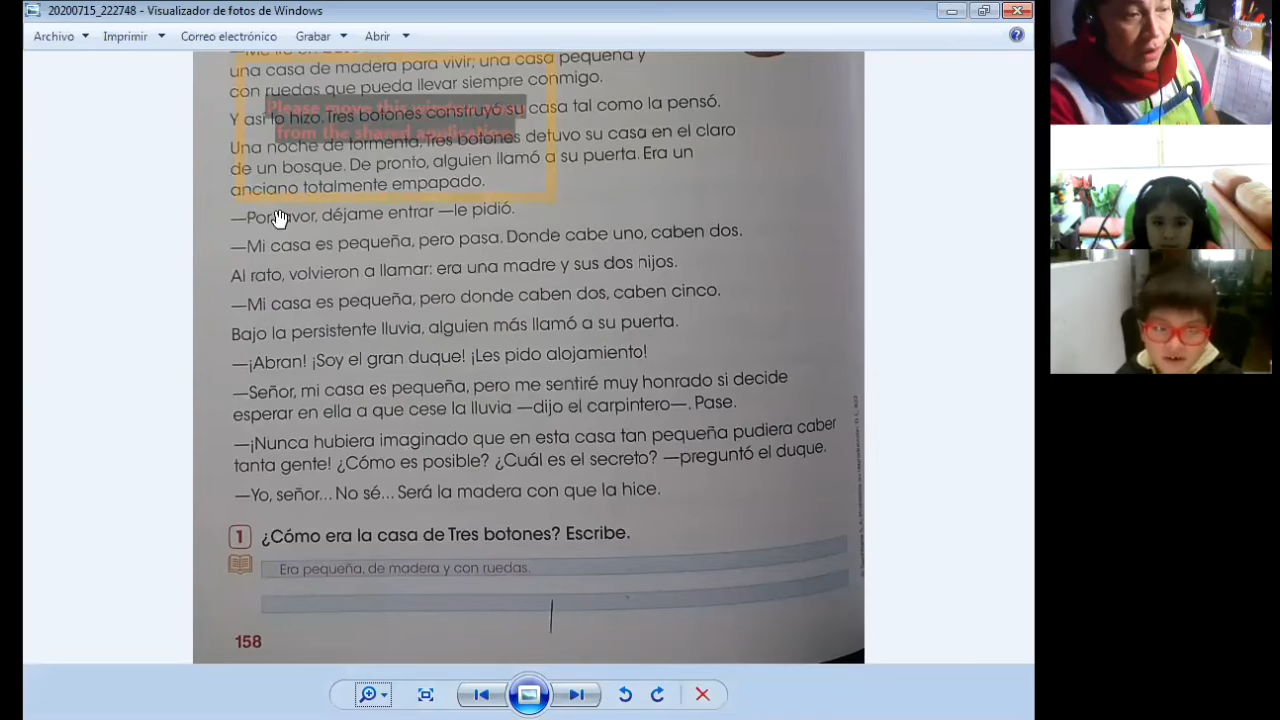 20200715_222748 - Visualizador de fotos de Windows
Archivo Imprimir Correo electrónico Grabar Abrir
una casa de madera para vivir; una casa pequeña y
con ruedas que pueda llevar siempre conmigo.
Please move this window away
from the shared application
Y así lo hizo. Tres botones construyó su casa tal como la pensó.
Una noche de tormenta, Tres botones detuvo su casa en el claro
de un bosque. De pronto, alguien llamó a su puerta. Era un
anciano totalmente empapado.
—Por favor, déjame entrar —le pidió.
—Mi casa es pequeña, pero pasa. Donde cabe uno, caben dos.
Al rato, volvieron a llamar: era una madre y sus dos hijos.
—Mi casa es pequeña, pero donde caben dos, caben cinco.
Bajo la persistente lluvia, alguien más llamó a su puerta.
—¡Abran! ¡Soy el gran duque! ¡Les pido alojamiento!
—Señor, mi casa es pequeña, pero me sentiré muy honrado si decide
esperar en ella a que cese la lluvia —dijo el carpintero—. Pase.
—¡Nunca hubiera imaginado que en esta casa tan pequeña pudiera caber
tanta gente! ¿Cómo es posible? ¿Cuál es el secreto? —preguntó el duque.
—Yo, señor... No sé... Será la madera con que la hice.
1 ¿Cómo era la casa de Tres botones? Escribe.
Era pequeña, de madera y con ruedas.
158